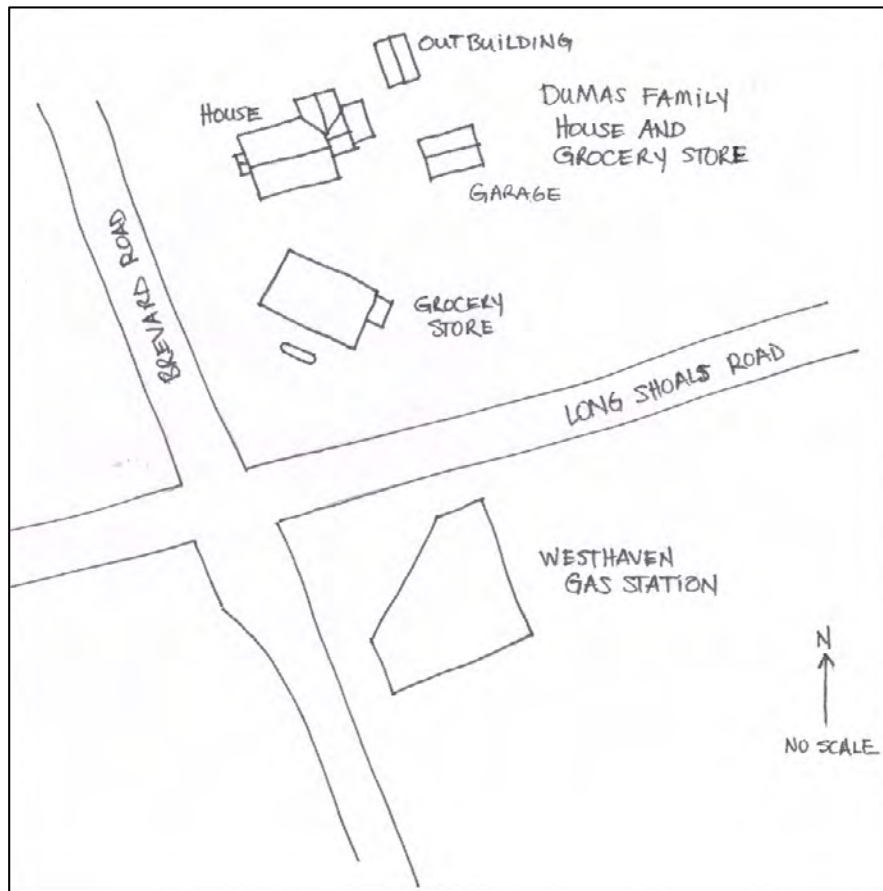 OUTBUILDING
HOUSE
DUMAS FAMILY
HOUSE AND
GROCERY STORE
GARAGE
BREVARD ROAD
GROCERY
STORE
LONG SHOALS ROAD
WESTHAVEN
GAS STATION
N
NO SCALE